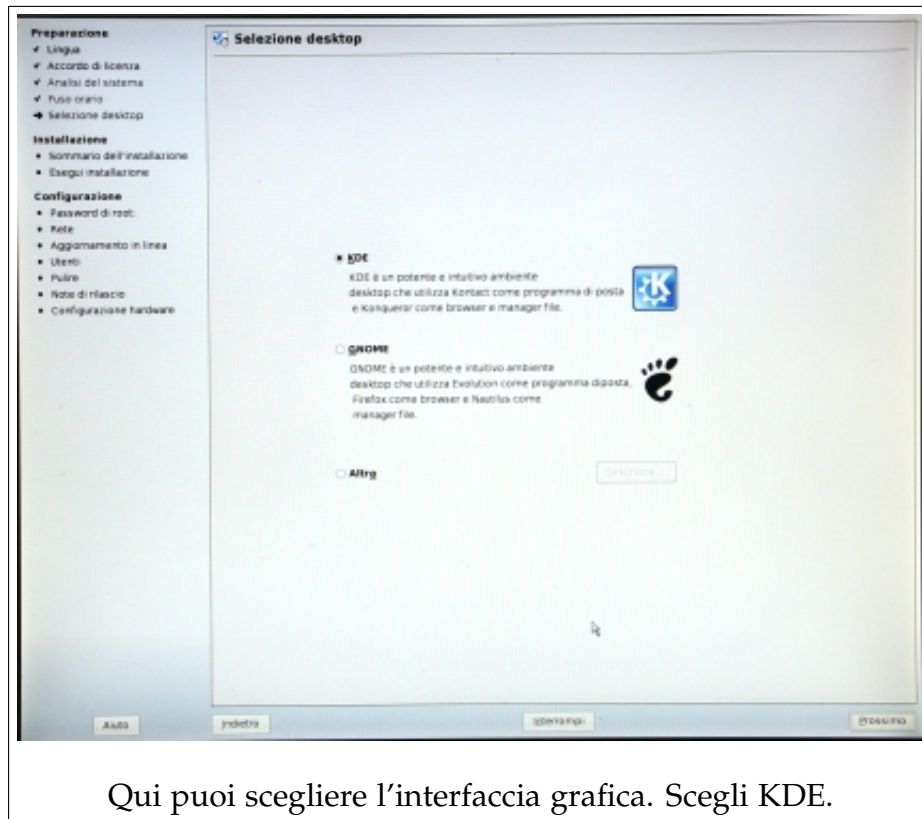 Preparazione
Lingua
Accordo di licenza
Analisi del sistema
Fuso orario
Selezione desktop
Installazione
Sommario dell'installazione
Esegui installazione
Configurazione
Password di root:
Rete
Aggiornamento in linea
Utenti
Pulire
Note di rilascio
Configurazione hardware
Selezione desktop
KDE
KDE è un potente e intuitivo ambiente
desktop che utilizza Kontact come programma di posta
e Konqueror come browser e manager file.
GNOME
GNOME è un potente e intuitivo ambiente
desktop che utilizza Evolution come programma diposta,
Firefox come browser e Nautilus come
manager file.
Altro
Seleziona...
Aiuto
Indietro
Interrompi
Prossimo
Qui puoi scegliere l'interfaccia grafica. Scegli KDE.